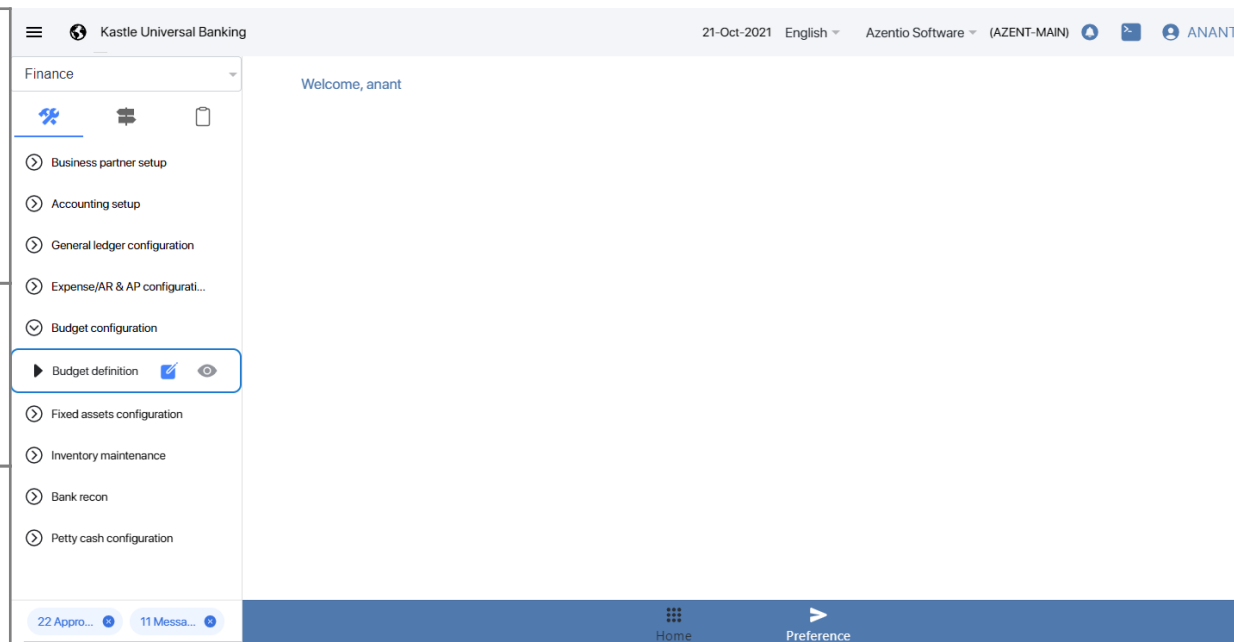 Kastle Universal Banking 21-Oct-2021 English Azentio Software (AZENT-MAIN) ANANT
Finance
Welcome, anant
Business partner setup
Accounting setup
General ledger configuration
Expense/AR & AP configurati...
Budget configuration
Budget definition
Fixed assets configuration
Inventory maintenance
Bank recon
Petty cash configuration
22 Appro... 11 Messa...
Home Preference